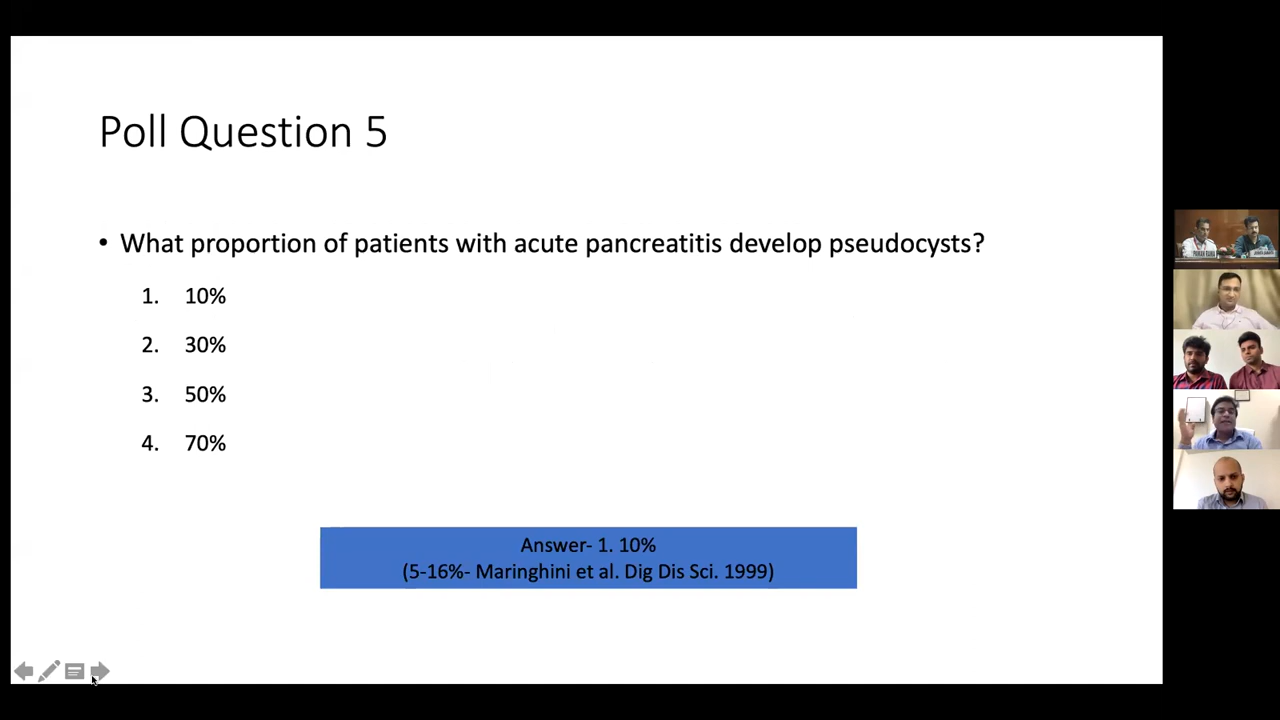 Poll Question 5
• What proportion of patients with acute pancreatitis develop pseudocysts?
1. 10%
2. 30%
3. 50%
4. 70%
Answer- 1. 10%
(5-16%- Maringhini et al. Dig Dis Sci. 1999)